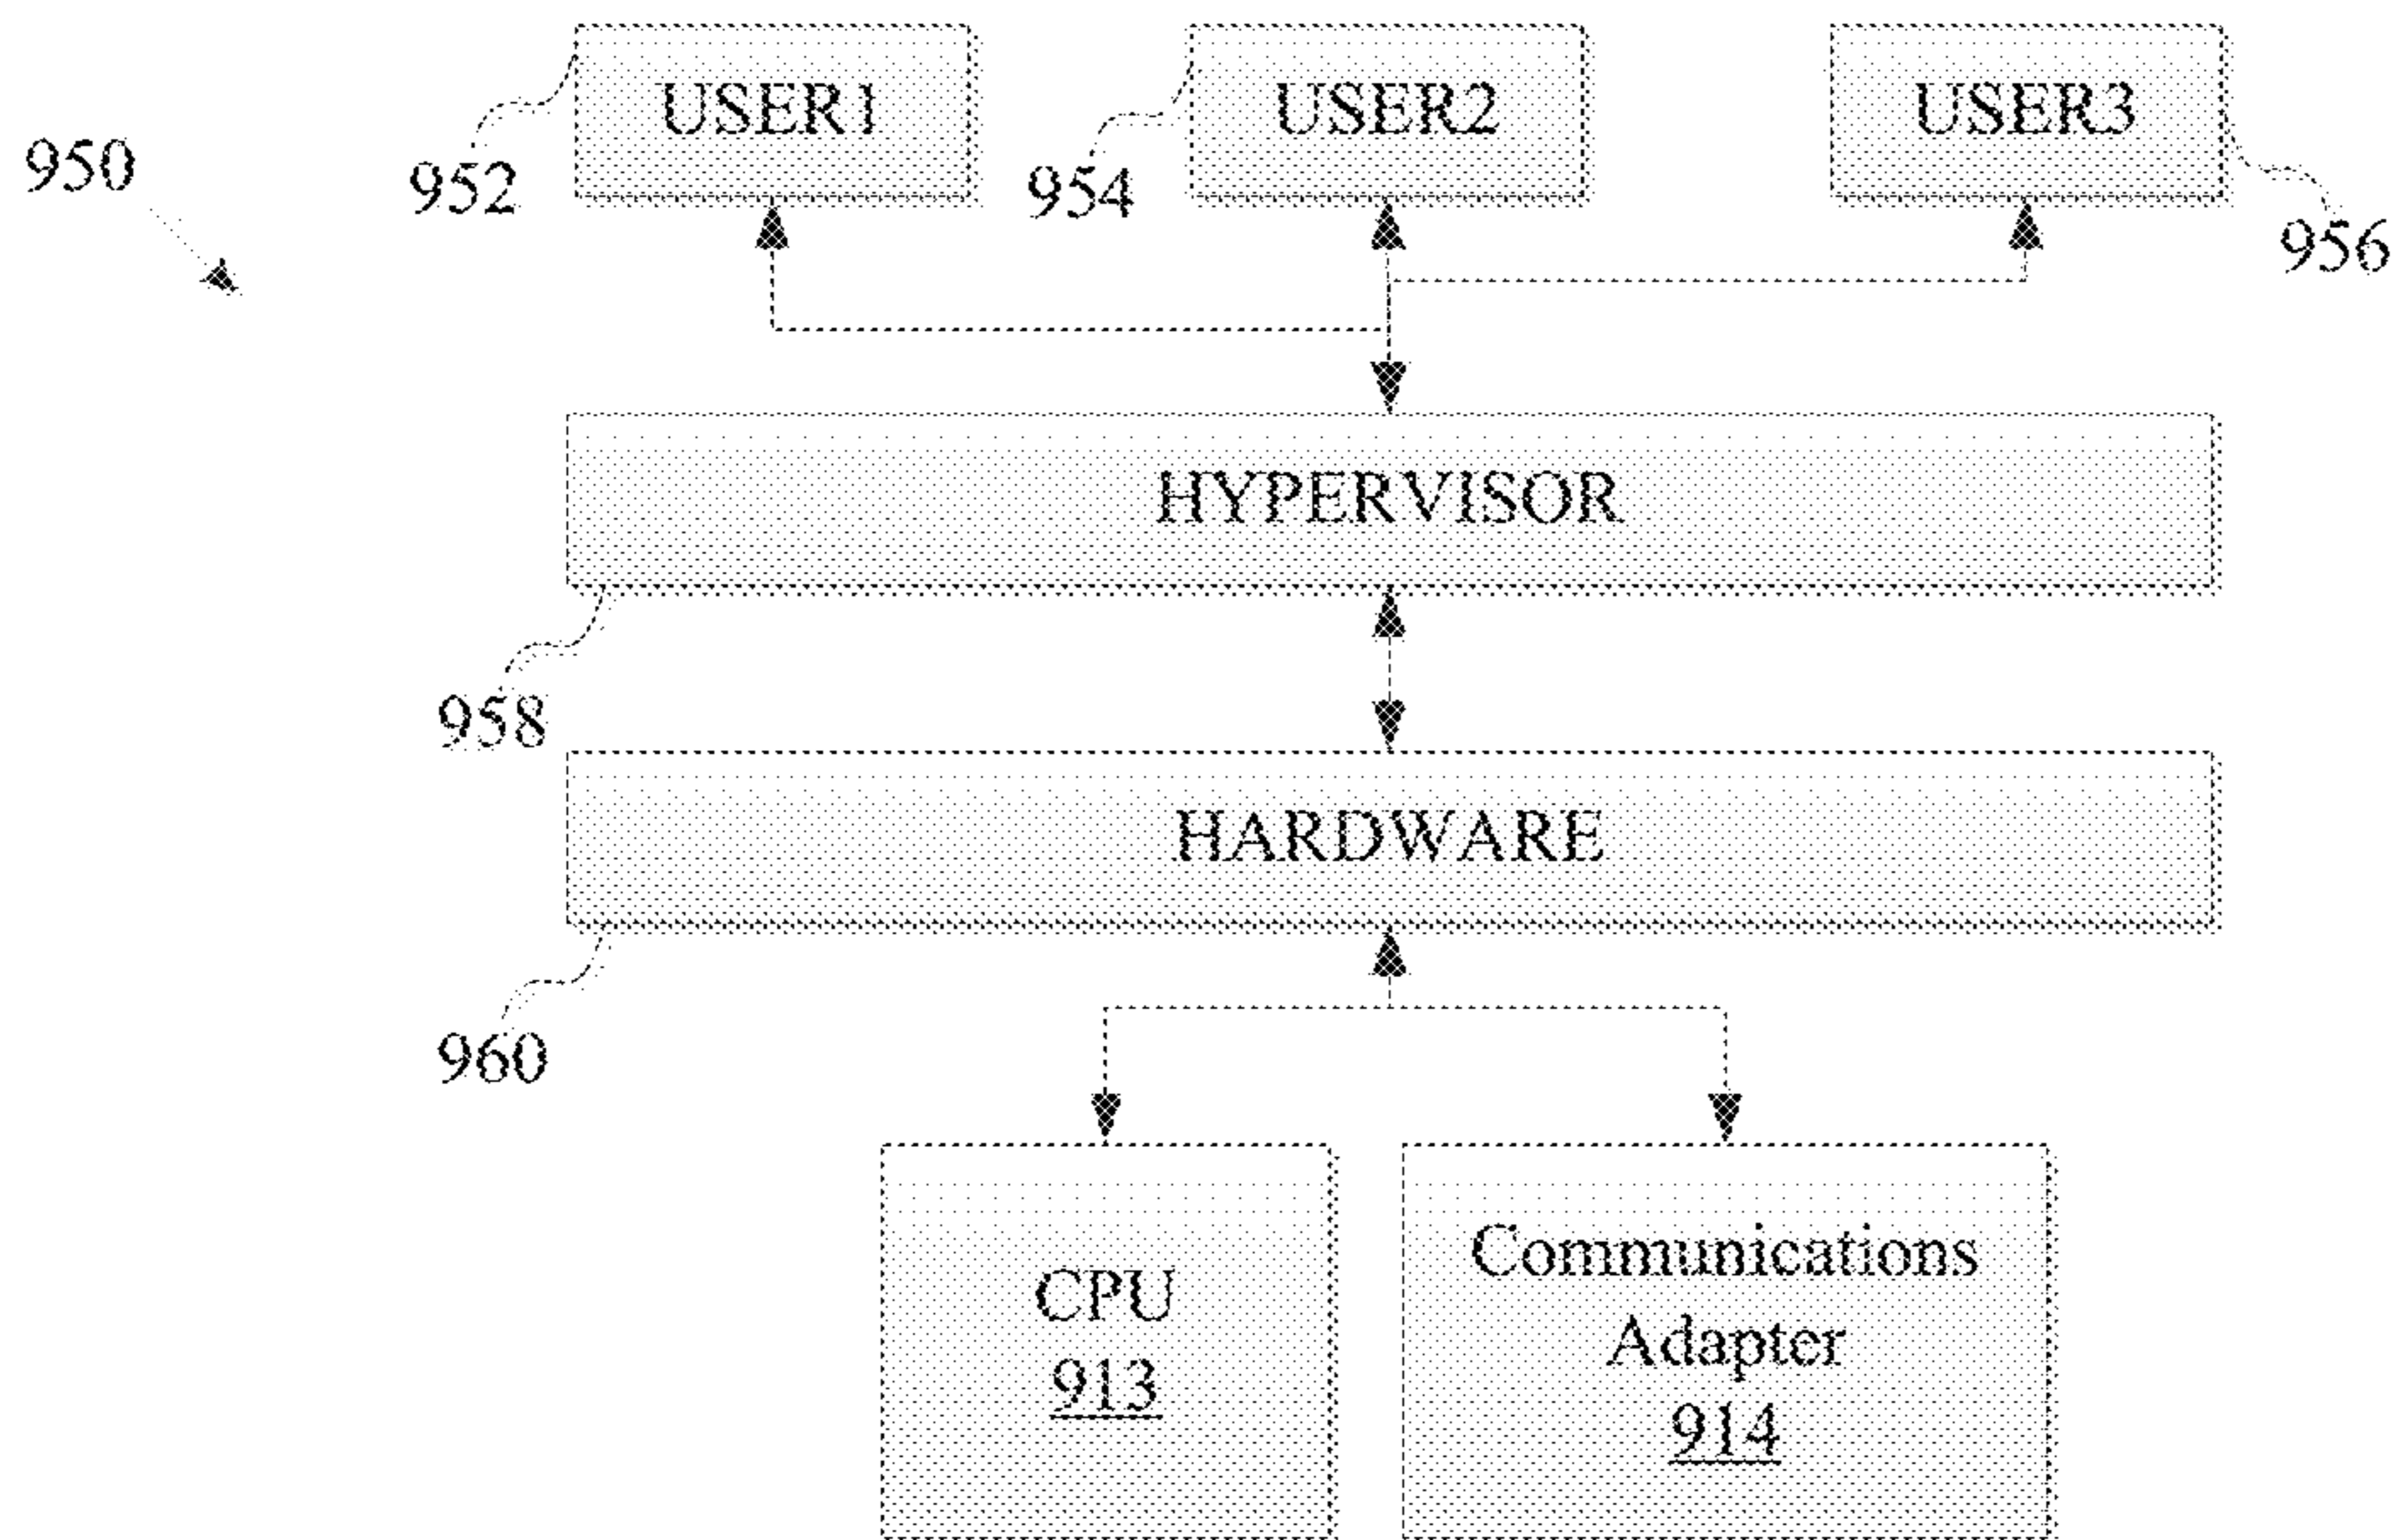 USER1
USER2
USER3
950
952
954
956
HYPERVISOR
958
HARDWARE
960
CPU
913
Communications
Adapter
914